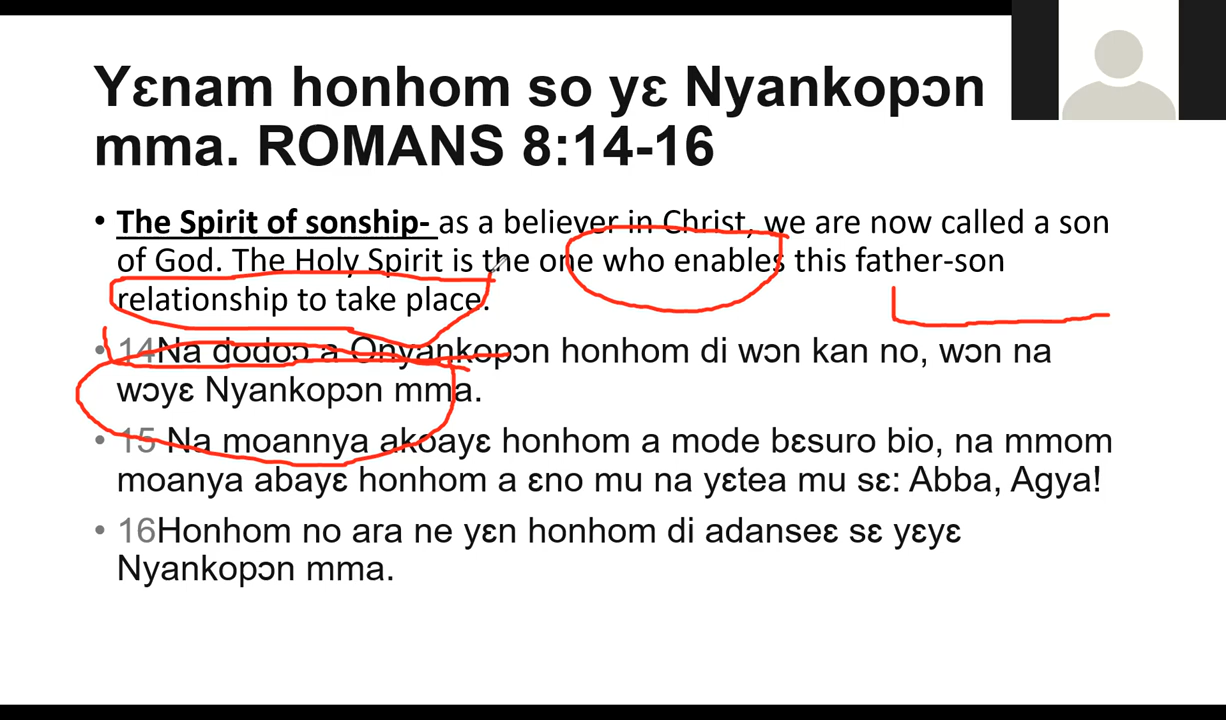 Yɛnam honhom so yɛ Nyankopɔn
mma. ROMANS 8:14-16
• The Spirit of sonship- as a believer in Christ, we are now called a son
of God. The Holy Spirit is the one who enables this father-son
relationship to take place.
• 14Na dodoɔ a Onyankopɔn honhom di wɔn kan no, wɔn na
wɔyɛ Nyankopɔn mma.
• 15 Na moannya akoayɛ honhom a mode bɛsuro bio, na mmom
moanya abayɛ honhom a ɛno mu na yɛtea mu sɛ: Abba, Agya!
• 16Honhom no ara ne yɛn honhom di adanseɛ sɛ yɛyɛ
Nyankopɔn mma.